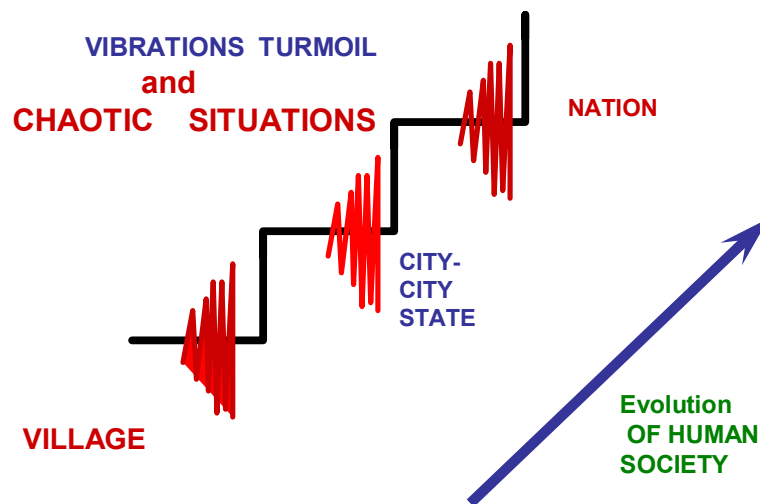 VIBRATIONS TURMOIL
and
CHAOTIC SITUATIONS
NATION
CITY-
CITY
STATE
VILLAGE
Evolution
OF HUMAN
SOCIETY